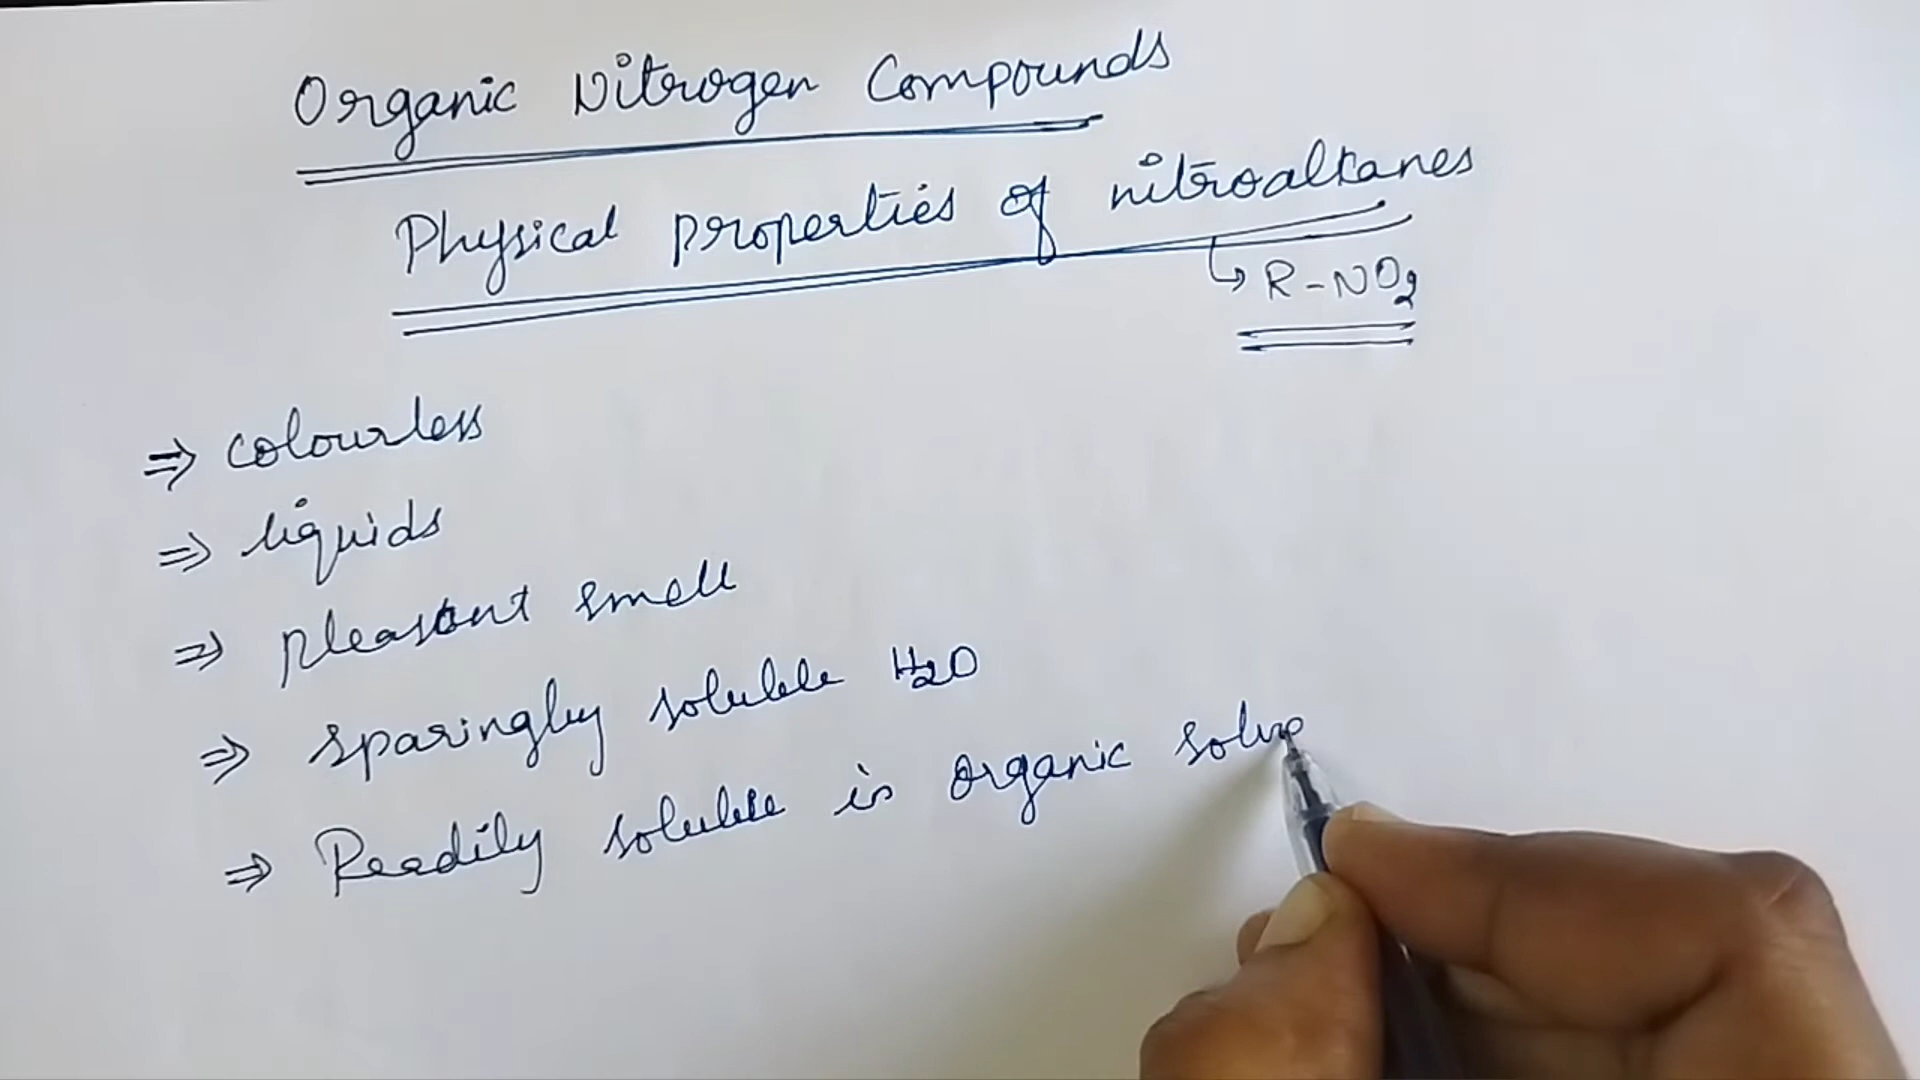 Organic Nitrogen Compounds
Physical properties of nitroalkanes
↳ R-NO₂
⇒ colourless
⇒ liquids
⇒ pleasant smell
⇒ sparingly soluble H₂O
⇒ Readily soluble in organic solve